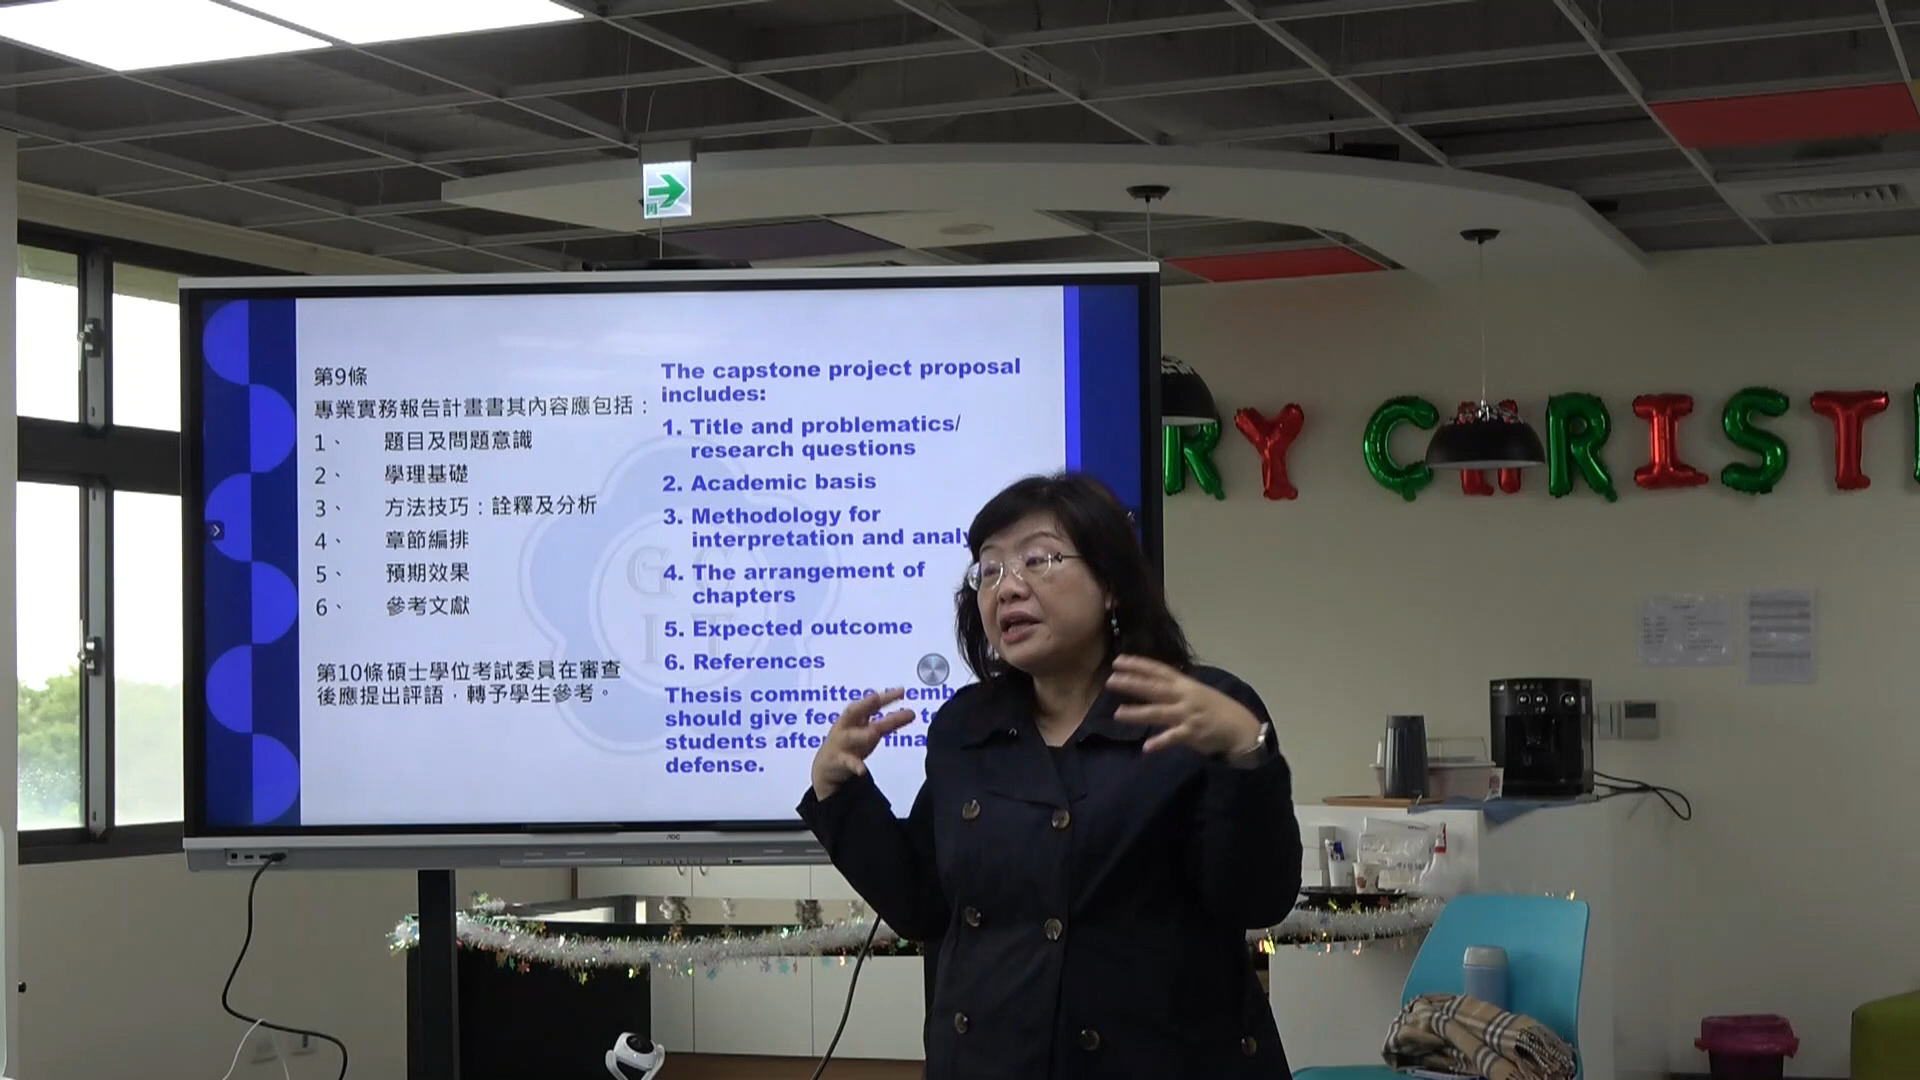 第9條
專業實務報告計畫書其內容應包括：
1、 題目及問題意識
2、 學理基礎
3、 方法技巧：詮釋及分析
4、 章節編排
5、 預期效果
6、 參考文獻
第10條碩士學位考試委員在審查
後應提出評語，轉予學生參考。
The capstone project proposal
includes:
1. Title and problematics/
research questions
2. Academic basis
3. Methodology for
interpretation and analy
4. The arrangement of
chapters
5. Expected outcome
6. References
Thesis committee memb
should give
students
defense.
AOC
RY CHRIST